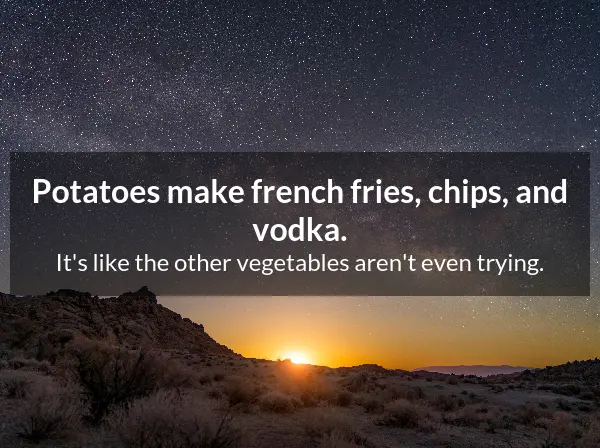 Potatoes make french fries, chips, and
vodka.
It's like the other vegetables aren't even trying.